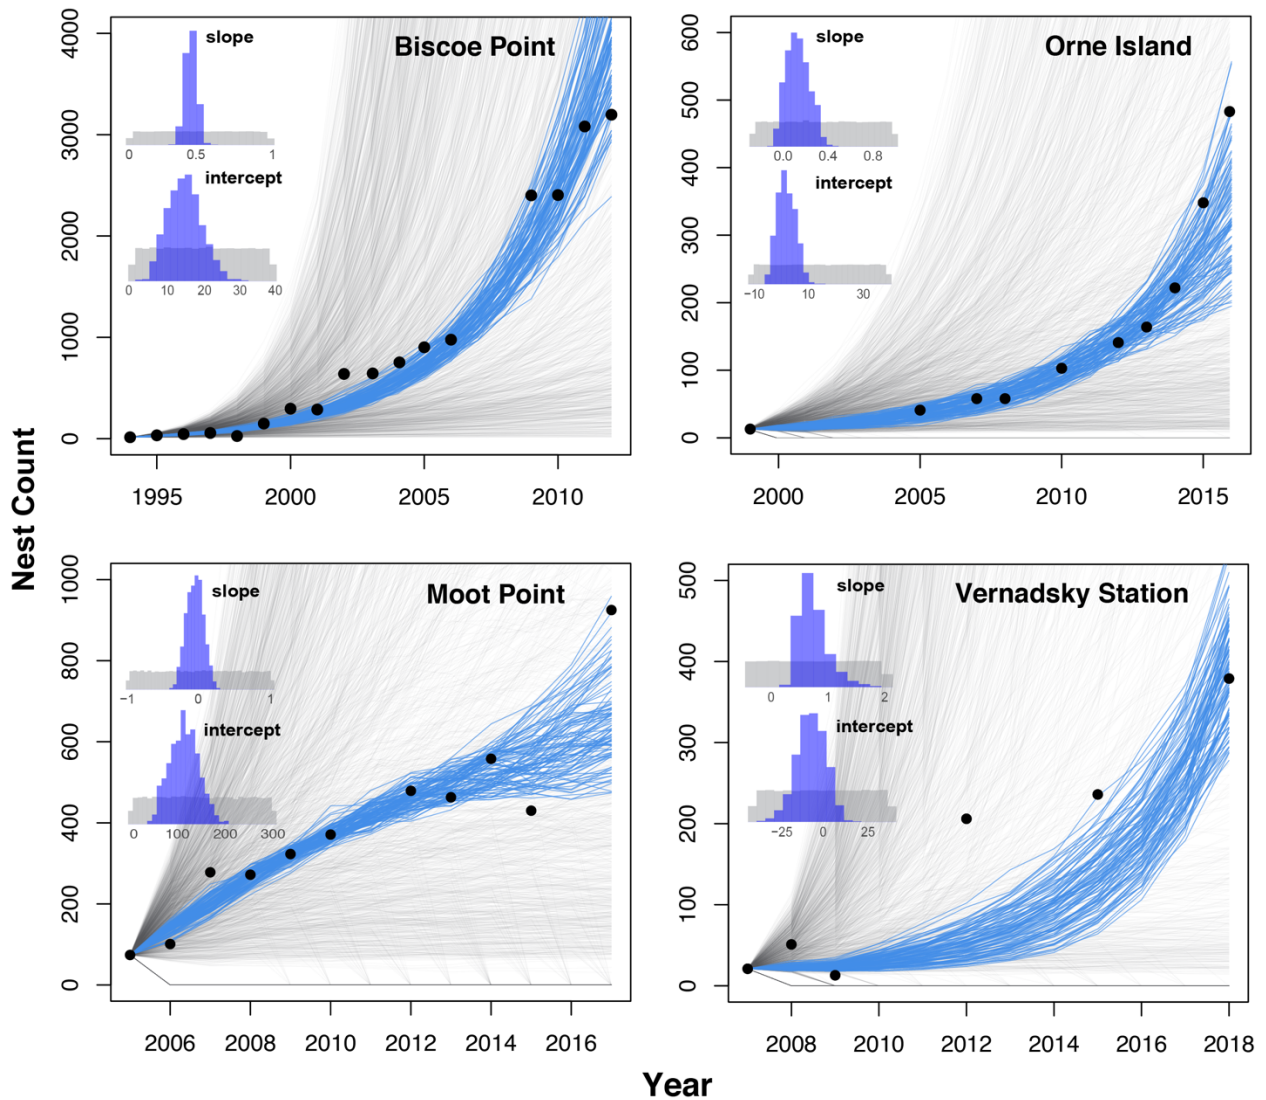 Nest Count
Biscoe Point
4000
3000
2000
1000
0
slope
0 0.5 1
intercept
0 10 20 30 40
1995 2000 2005 2010
Orne Island
600
500
400
300
200
100
0
slope
0.0 0.4 0.8
intercept
−10 10 30
2000 2005 2010 2015
Moot Point
1000
800
600
400
200
0
slope
−1 0 1
intercept
0 100 200 300
2006 2008 2010 2012 2014 2016
Vernadsky Station
500
400
300
200
100
0
slope
0 1 2
intercept
−25 0 25
2008 2010 2012 2014 2016 2018
Year